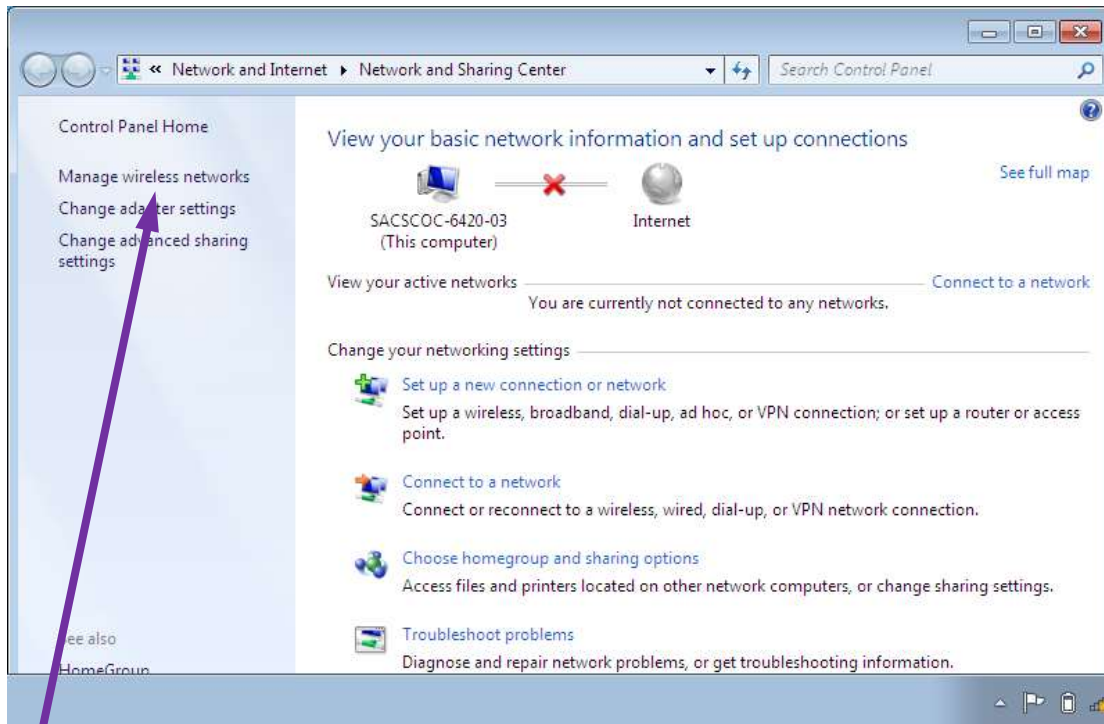 « Network and Internet ▸ Network and Sharing Center
Search Control Panel
Control Panel Home
Manage wireless networks
Change adapter settings
Change advanced sharing
settings
See also
HomeGroup
View your basic network information and set up connections
See full map
SACSCOC-6420-03
(This computer)
Internet
View your active networks
Connect to a network
You are currently not connected to any networks.
Change your networking settings
Set up a new connection or network
Set up a wireless, broadband, dial-up, ad hoc, or VPN connection; or set up a router or access
point.
Connect to a network
Connect or reconnect to a wireless, wired, dial-up, or VPN network connection.
Choose homegroup and sharing options
Access files and printers located on other network computers, or change sharing settings.
Troubleshoot problems
Diagnose and repair network problems, or get troubleshooting information.